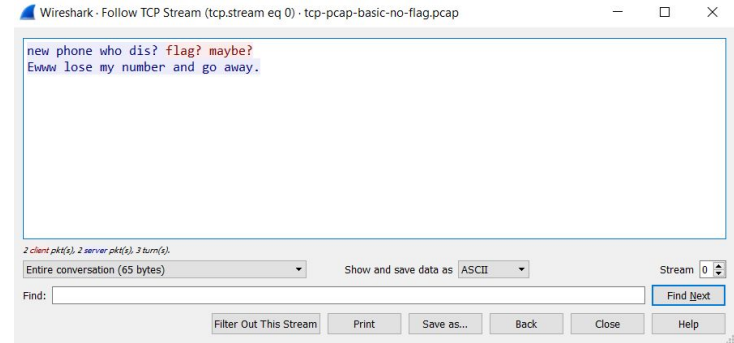 Wireshark · Follow TCP Stream (tcp.stream eq 0) · tcp-pcap-basic-no-flag.pcap
new phone who dis? flag? maybe?
Ewww lose my number and go away.
2 client pkt(s), 2 server pkt(s), 3 turn(s).
Entire conversation (65 bytes) Show and save data as ASCII Stream 0
Find: Find Next
Filter Out This Stream Print Save as... Back Close Help